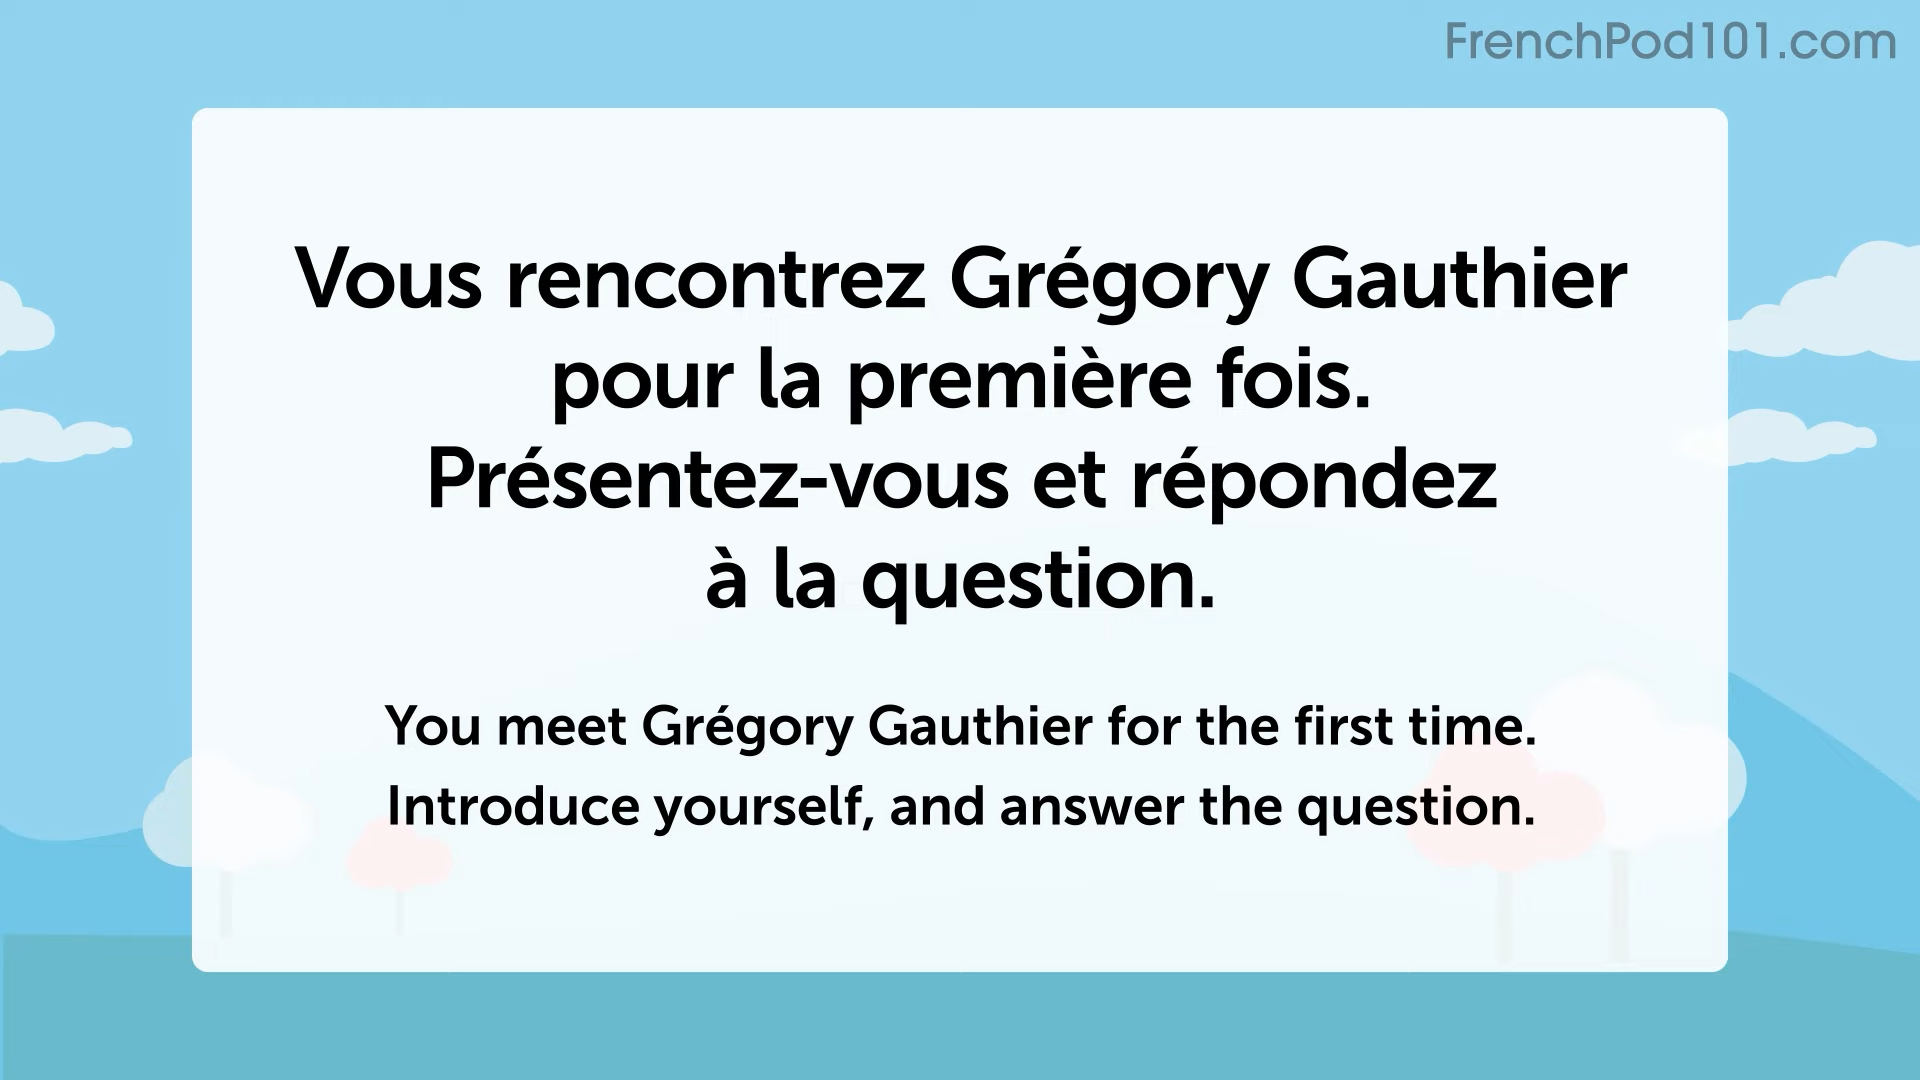 FrenchPod101.com
Vous rencontrez Grégory Gauthier
pour la première fois.
Présentez-vous et répondez
à la question.
You meet Grégory Gauthier for the first time.
Introduce yourself, and answer the question.